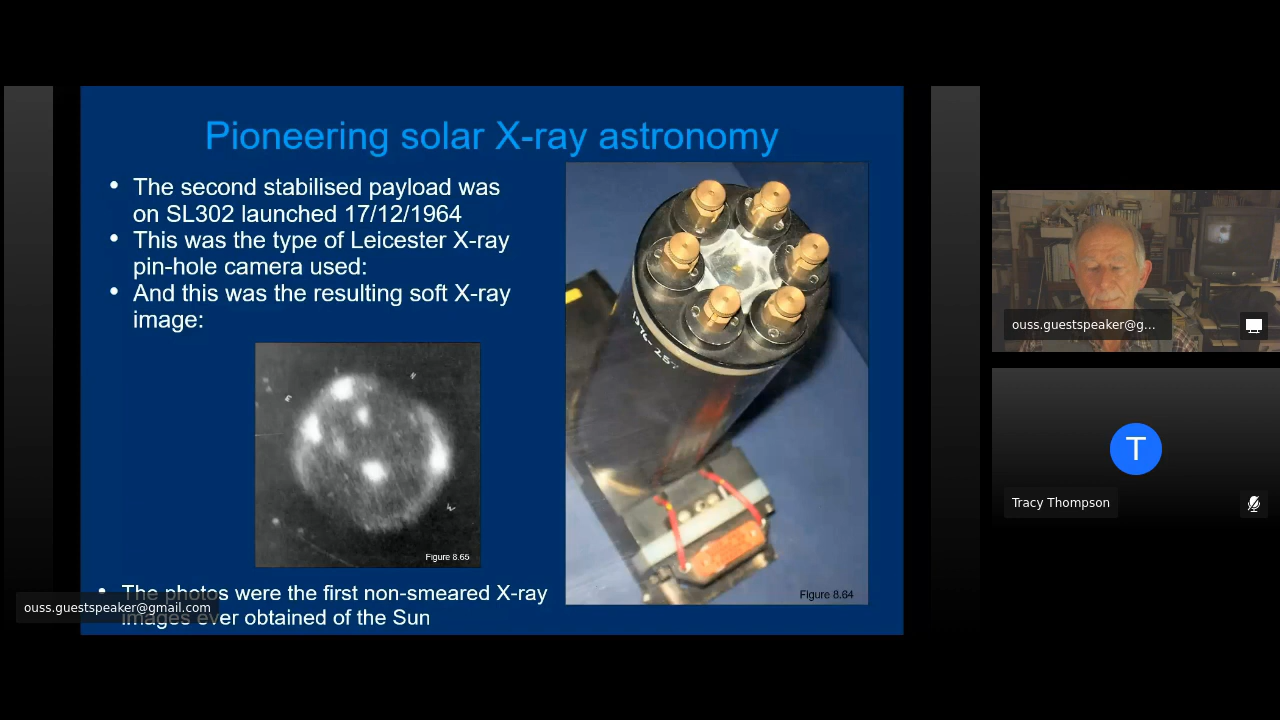 Pioneering solar X-ray astronomy
• The second stabilised payload was
on SL302 launched 17/12/1964
• This was the type of Leicester X-ray
pin-hole camera used:
• And this was the resulting soft X-ray
image:
N
E
W
Figure 8.65
• The photos were the first non-smeared X-ray
images ever obtained of the Sun
Figure 8.64
ouss.guestspeaker@gmail.com
ouss.guestspeaker@g...
T
Tracy Thompson